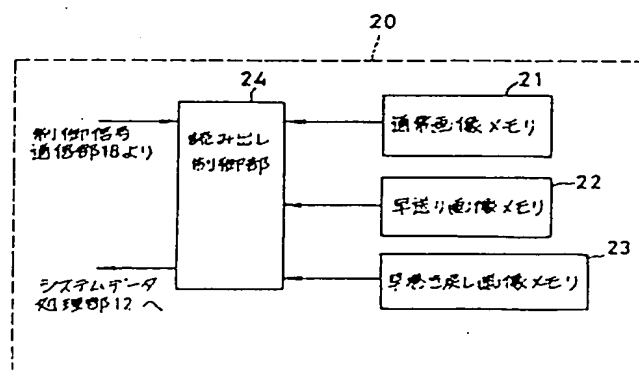 20
24
21
制御信号
通信部18より
読み出し
制御部
通常画像メモリ
22
早送り画像メモリ
23
システムデータ
処理部12へ
早巻き戻し画像メモリ